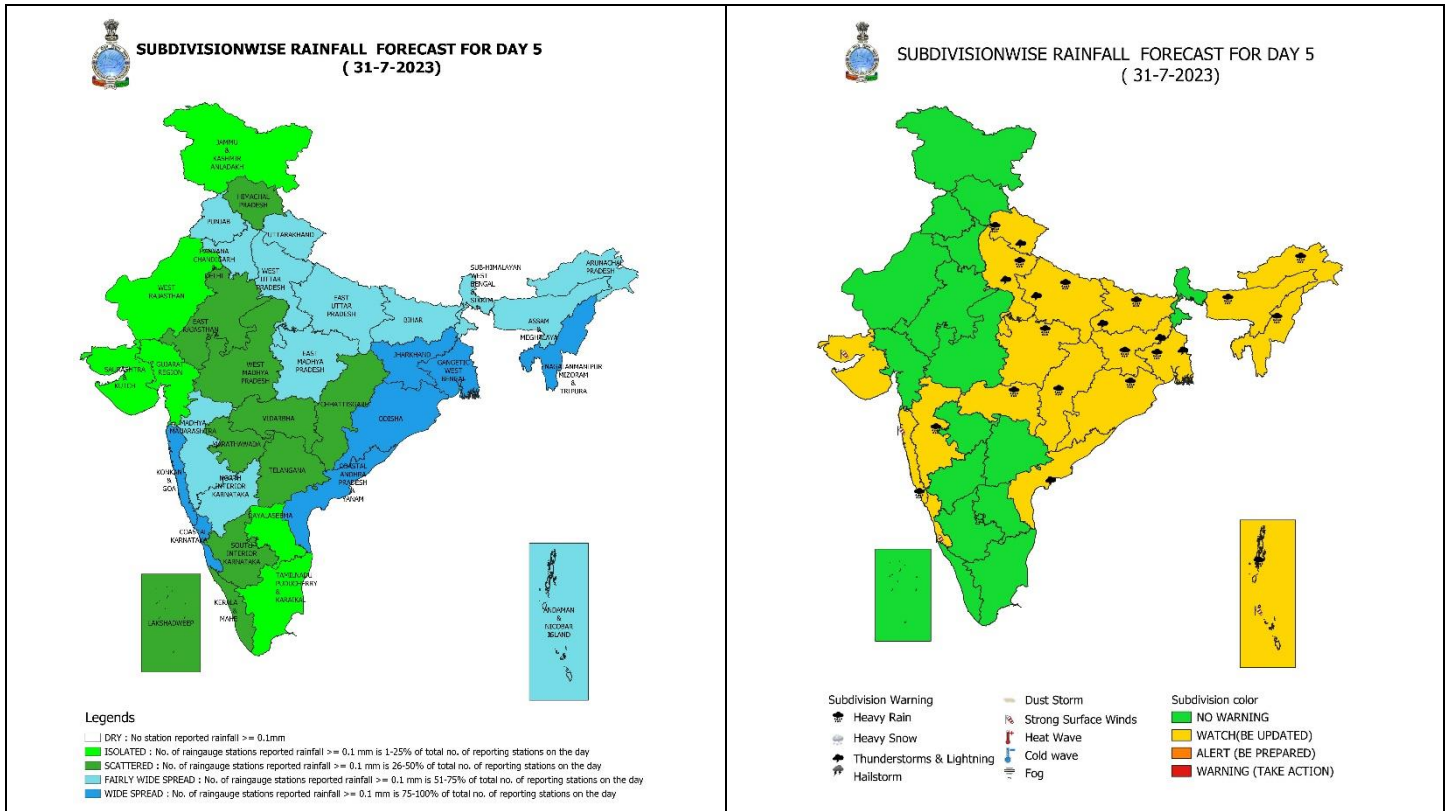 SUBDIVISIONWISE RAINFALL FORECAST FOR DAY 5
( 31-7-2023)
JAMMU
&
KASHMIR
ANLADAKH
HIMACHAL
PRADESH
PUNJAB
UTTARAKHAND
HARYANA
CHANDIGARH
DELHI
WEST
UTTAR
PRADESH
WEST
RAJASTHAN
EAST
RAJASTHAN
EAST
UTTAR
PRADESH
BIHAR
SUB-HIMALAYAN
WEST
BENGAL
&
SIKKIM
ARUNACHAL
PRADESH
ASSAM
&
MEGHALAYA
SAURASHTRA
&
KUTCH
GUJARAT
REGION
WEST
MADHYA
PRADESH
EAST
MADHYA
PRADESH
JHARKHAND
GANGETIC
WEST
BENGAL
MIZORAM
&
TRIPURA
CHHATTISGARH
ODISHA
VIDARBHA
MADHYA
MAHARASHTRA
MARATHAWADA
KONKAN
&
GOA
TELANGANA
NORTH
INTERIOR
KARNATAKA
COASTAL
ANDHRA
PRADESH
&
YANAM
RAYALASEEMA
COASTAL
KARNATAKA
SOUTH
INTERIOR
KARNATAKA
TAMILNADU
PUDUCHERRY
&
KARAIKAL
KERALA
&
MAHE
LAKSHADWEEP
ANDAMAN
&
NICOBAR
ISLAND
Legends
DRY : No station reported rainfall >= 0.1mm
ISOLATED : No. of raingauge stations reported rainfall >= 0.1 mm is 1-25% of total no. of reporting stations on the day
SCATTERED : No. of raingauge stations reported rainfall >= 0.1 mm is 26-50% of total no. of reporting stations on the day
FAIRLY WIDE SPREAD : No. of raingauge stations reported rainfall >= 0.1 mm is 51-75% of total no. of reporting stations on the day
WIDE SPREAD : No. of raingauge stations reported rainfall >= 0.1 mm is 75-100% of total no. of reporting stations on the day
SUBDIVISIONWISE RAINFALL FORECAST FOR DAY 5
( 31-7-2023)
Subdivision Warning
Heavy Rain
Heavy Snow
Thunderstorms & Lightning
Hailstorm
Dust Storm
Strong Surface Winds
Heat Wave
Cold wave
Fog
Subdivision color
NO WARNING
WATCH(BE UPDATED)
ALERT (BE PREPARED)
WARNING (TAKE ACTION)